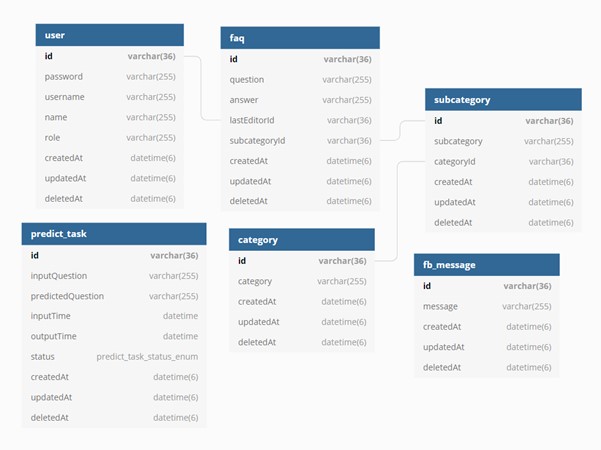 user
id varchar(36)
password varchar(255)
username varchar(255)
name varchar(255)
role varchar(255)
createdAt datetime(6)
updatedAt datetime(6)
deletedAt datetime(6)
faq
id varchar(36)
question varchar(255)
answer varchar(255)
lastEditorId varchar(36)
subcategoryId varchar(36)
createdAt datetime(6)
updatedAt datetime(6)
deletedAt datetime(6)
subcategory
id varchar(36)
subcategory varchar(255)
categoryId varchar(36)
createdAt datetime(6)
updatedAt datetime(6)
deletedAt datetime(6)
predict_task
id varchar(36)
inputQuestion varchar(255)
predictedQuestion varchar(255)
inputTime datetime
outputTime datetime
status predict_task_status_enum
createdAt datetime(6)
updatedAt datetime(6)
deletedAt datetime(6)
category
id varchar(36)
category varchar(255)
createdAt datetime(6)
updatedAt datetime(6)
deletedAt datetime(6)
fb_message
id varchar(36)
message varchar(255)
createdAt datetime(6)
updatedAt datetime(6)
deletedAt datetime(6)